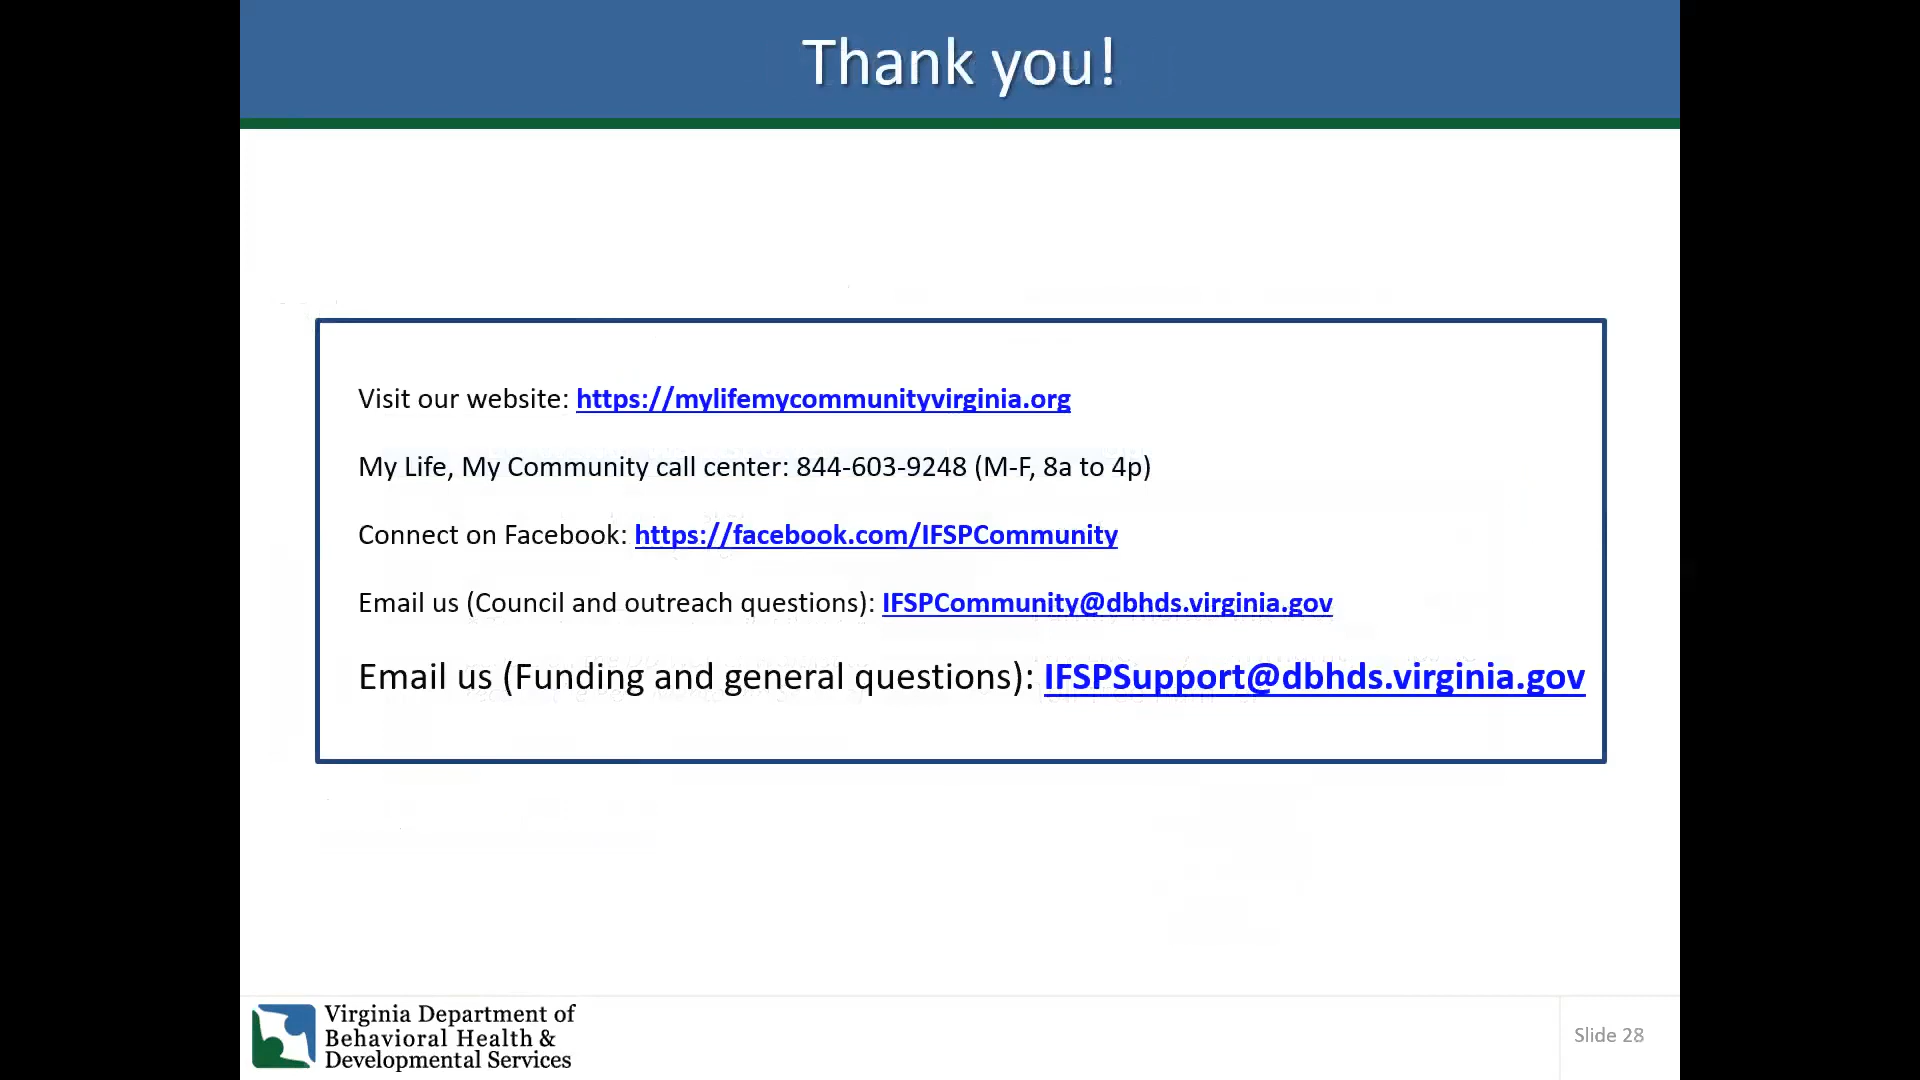 Thank you!
Visit our website: https://mylifemycommunityvirginia.org
My Life, My Community call center: 844-603-9248 (M-F, 8a to 4p)
Connect on Facebook: https://facebook.com/IFSPCommunity
Email us (Council and outreach questions): IFSPCommunity@dbhds.virginia.gov
Email us (Funding and general questions): IFSPSupport@dbhds.virginia.gov
Virginia Department of
Behavioral Health &
Developmental Services
Slide 28